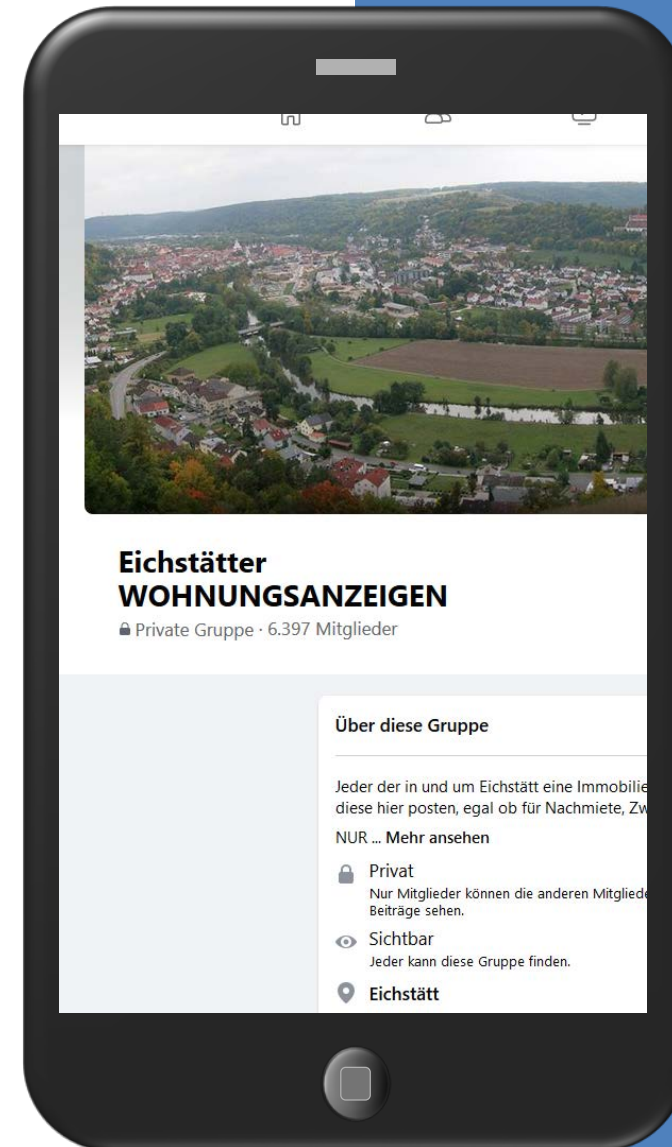 Eichstätter
WOHNUNGSANZEIGEN
Private Gruppe · 6.397 Mitglieder
Über diese Gruppe
Jeder der in und um Eichstätt eine Immobilie
diese hier posten, egal ob für Nachmiete, Zw
NUR ... Mehr ansehen
Privat
Nur Mitglieder können die anderen Mitgliede
Beiträge sehen.
Sichtbar
Jeder kann diese Gruppe finden.
Eichstätt